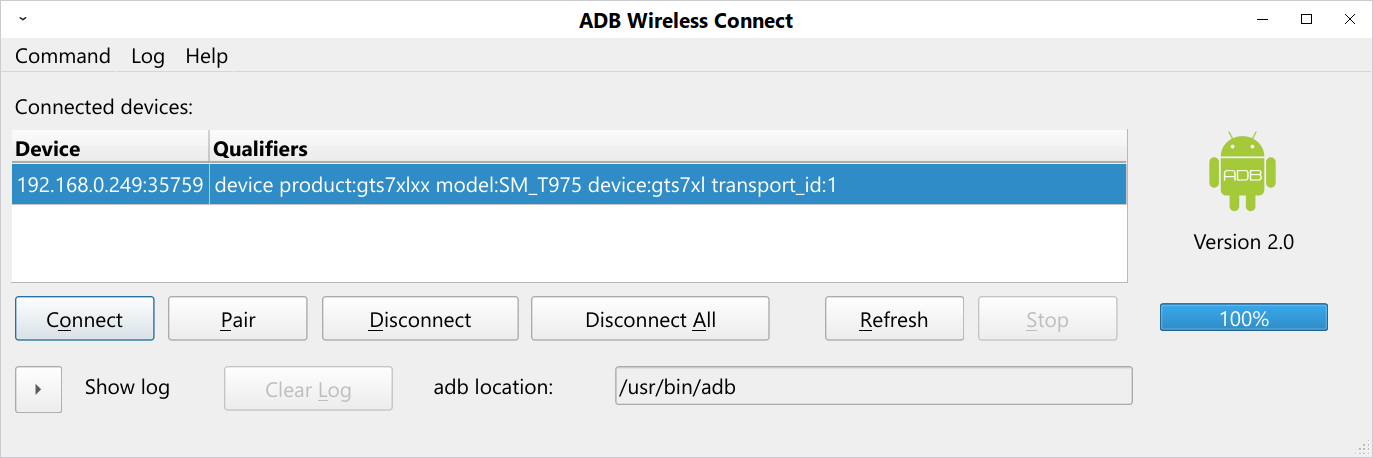 ADB Wireless Connect
Command Log Help
Connected devices:
Device Qualifiers
192.168.0.249:35759 device product:gts7xlxx model:SM_T975 device:gts7xl transport_id:1
ADB
Version 2.0
Connect Pair Disconnect Disconnect All Refresh Stop 100%
Show log Clear Log adb location: /usr/bin/adb